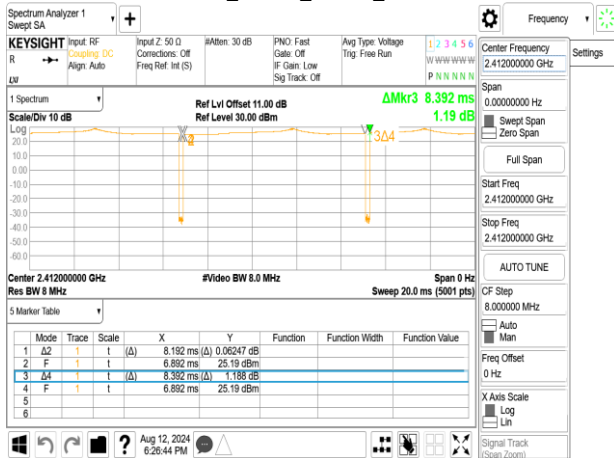 Spectrum Analyzer 1
Swept SA
+
Frequency
KEYSIGHT Input: RF Input Z: 50 Ω #Atten: 30 dB PNO: Fast Avg Type: Voltage 1 2 3 4 5 6
R Coupling: DC Corrections: Off Gate: Off Trig: Free Run W W W W W W
Align: Auto Freq Ref: Int (S) IF Gain: Low
Sig Track: Off P N N N N N
LXI
Center Frequency
2.412000000 GHz
Settings
Span
0.00000000 Hz
Swept Span
Zero Span
Full Span
Start Freq
2.412000000 GHz
Stop Freq
2.412000000 GHz
AUTO TUNE
CF Step
8.000000 MHz
Auto
Man
Freq Offset
0 Hz
X Axis Scale
Log
Lin
Signal Track
(Span Zoom)
1 Spectrum
Scale/Div 10 dB
Ref Lvl Offset 11.00 dB
Ref Level 30.00 dBm
ΔMkr3 8.392 ms
1.19 dB
Log
20.0
10.0
0.00
-10.0
-20.0
-30.0
-40.0
-50.0
-60.0
3Δ4
Center 2.412000000 GHz #Video BW 8.0 MHz Span 0 Hz
Res BW 8 MHz Sweep 20.0 ms (5001 pts)
5 Marker Table
Mode Trace Scale X Y Function Function Width Function Value
1 Δ2 1 t (Δ) 8.192 ms (Δ) 0.06247 dB
2 F 1 t 6.892 ms 25.19 dBm
3 Δ4 1 t (Δ) 8.392 ms (Δ) 1.188 dB
4 F 1 t 6.892 ms 25.19 dBm
5
6
?
Aug 12, 2024
6:26:44 PM